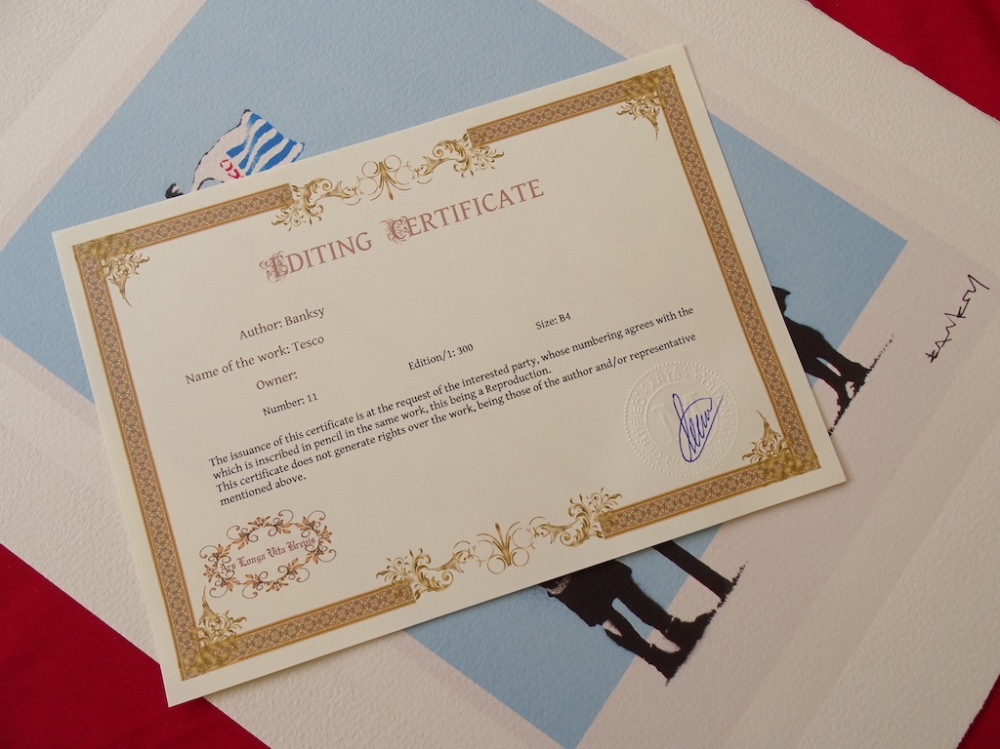 EDITING CERTIFICATE
Author: Banksy
Name of the work: Tesco
Owner:
Size: B4
Number: 11
Edition/1: 300
The issuance of this certificate is at the request of the interested party, whose numbering agrees with the
which is inscribed in pencil in the same work, this being a Reproduction.
This certificate does not generate rights over the work, being those of the author and/or representative
mentioned above.
Ars Longa Vita Brevis
Banksy